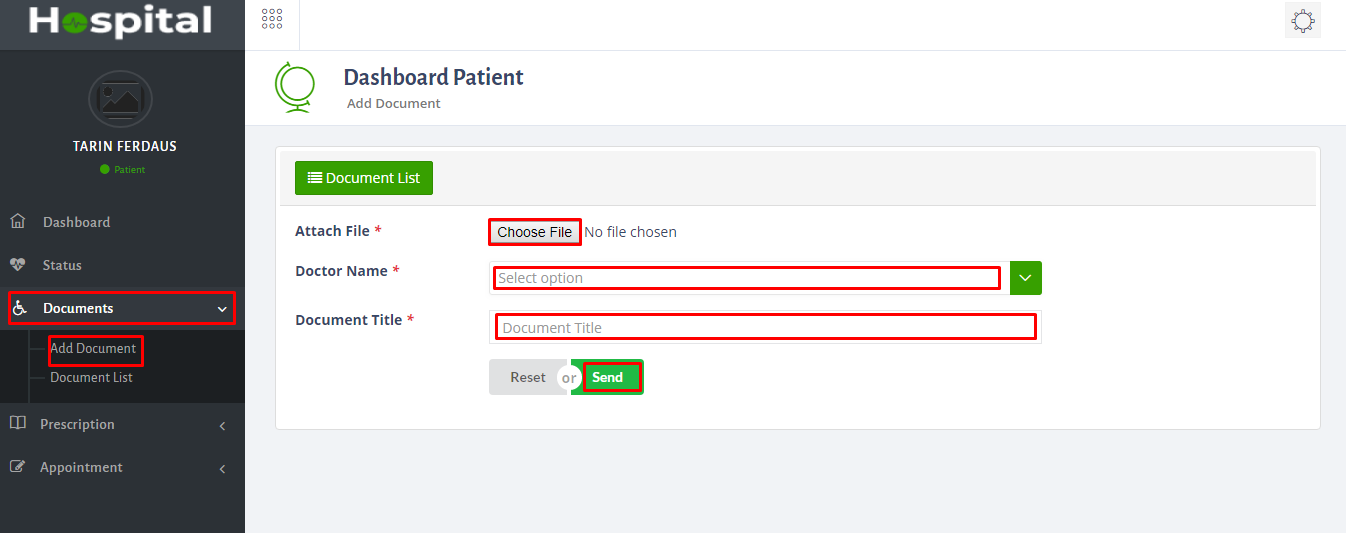 Hospital
TARIN FERDAUS
Patient
Dashboard
Status
Documents
Add Document
Document List
Prescription
Appointment
Dashboard Patient
Add Document
Document List
Attach File * Choose File No file chosen
Doctor Name * Select option
Document Title * Document Title
Reset or Send